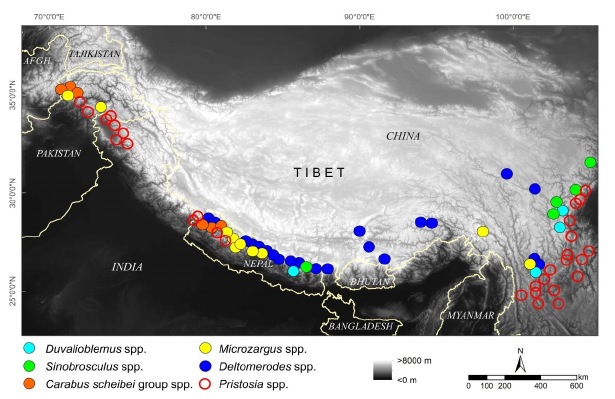 70°0'0"E 80°0'0"E 90°0'0"E 100°0'0"E
35°0'0"N
30°0'0"N
25°0'0"N
AFGH.
TAJIKISTAN
PAKISTAN
CHINA
TIBET
INDIA
NEPAL
BHUTAN
BANGLADESH
MYANMAR
Duvalioblemus spp.
Sinobrosculus spp.
Carabus scheibei group spp.
Microzargus spp.
Deltomerodes spp.
Pristosia spp.
>8000 m
<0 m
N
0 100 200 400 600 km